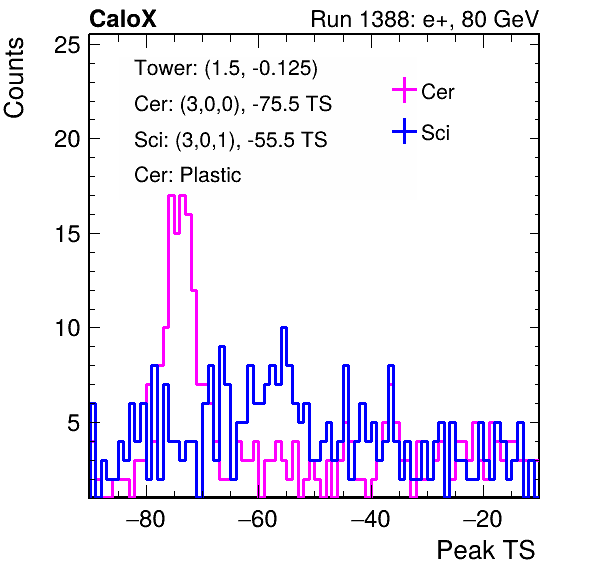 CaloX Run 1388: e+, 80 GeV
Counts
25
20
15
10
5
Tower: (1.5, -0.125)
Cer: (3,0,0), -75.5 TS
Sci: (3,0,1), -55.5 TS
Cer: Plastic
Cer
Sci
−80 −60 −40 −20
Peak TS